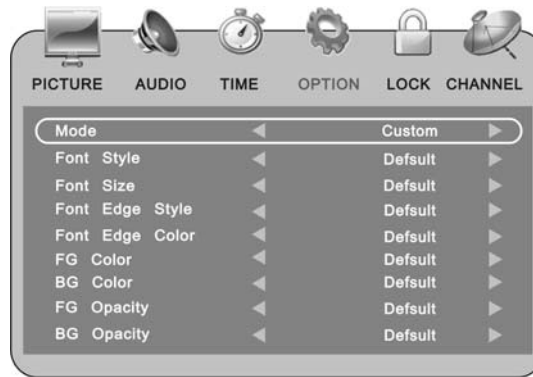 PICTURE AUDIO TIME OPTION LOCK CHANNEL
Mode Custom
Font Style Defsult
Font Size Defsult
Font Edge Style Defsult
Font Edge Color Defsult
FG Color Defsult
BG Color Defsult
FG Opacity Defsult
BG Opacity Defsult